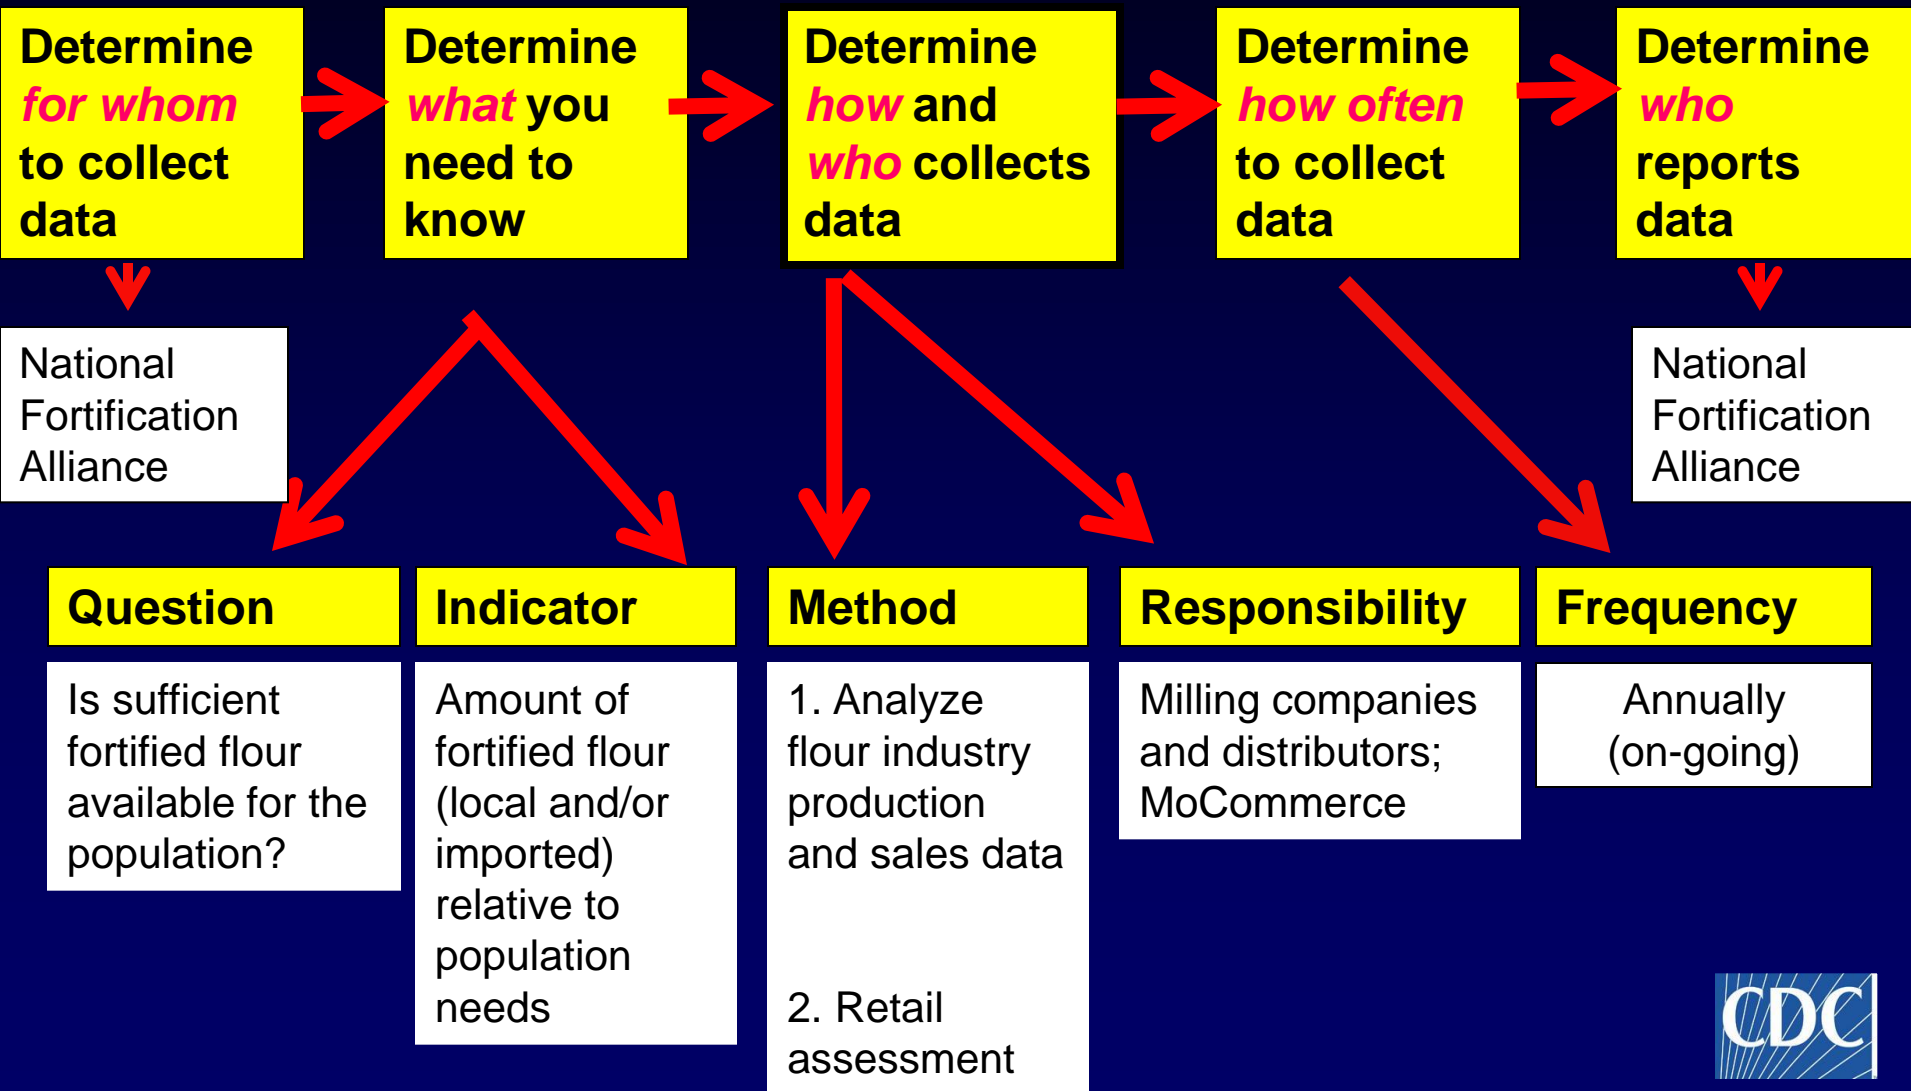 Determine
for whom
to collect
data
Determine
what you
need to
know
Determine
how and
who collects
data
Determine
how often
to collect
data
Determine
who
reports
data
National
Fortification
Alliance
National
Fortification
Alliance
Question
Indicator
Method
Responsibility
Frequency
Is sufficient
fortified flour
available for the
population?
Amount of
fortified flour
(local and/or
imported)
relative to
population
needs
1. Analyze
flour industry
production
and sales data
2. Retail
assessment
Milling companies
and distributors;
MoCommerce
Annually
(on-going)
CDC